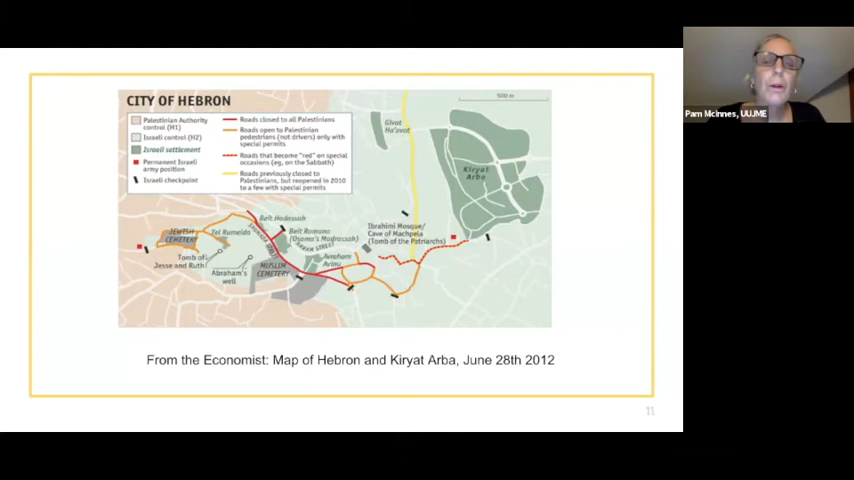 CITY OF HEBRON
500 m
Palestinian Authority
control (H1)
Israeli control (H2)
Israeli settlement
Permanent Israeli
army position
Israeli checkpoint
Roads closed to all Palestinians
Roads open to Palestinian
pedestrians (not drivers) only with
special permits
Roads that become "red" on special
occasions (eg, on the Sabbath)
Roads previously closed to
Palestinians, but reopened in 2010
to a few with special permits
Givat
Ha'avot
Kiryat
Arba
Beit Hadassah
Beit Romano
(Osama's Madrassah)
JEWISH
CEMETERY
Tel Rumeida
SHUHADA STREET
AKRAM STREET
Avraham
Avinu
Ibrahimi Mosque/
Cave of Machpela
(Tomb of the Patriarchs)
Tomb of
Jesse and Ruth
Abraham's
well
MUSLIM
CEMETERY
From the Economist: Map of Hebron and Kiryat Arba, June 28th 2012
11
Pam McInnes, UUJME